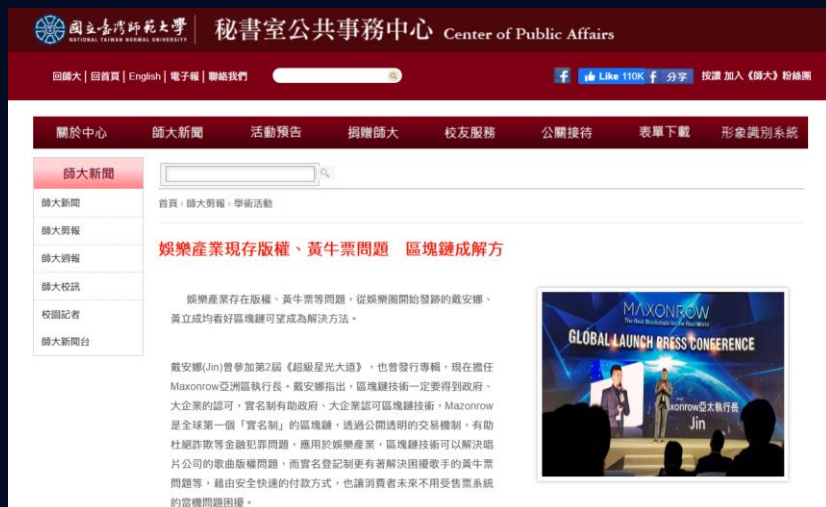 國立臺灣師範大學
NATIONAL TAIWAN NORMAL UNIVERSITY
秘書室公共事務中心 Center of Public Affairs
回師大 | 回首頁 | English | 電子報 | 聯絡我們
Like 110K 分享 按讚 加入《師大》粉絲團
關於中心 師大新聞 活動預告 捐贈師大 校友服務 公關接待 表單下載 形象識別系統
師大新聞
師大新聞
師大剪報
師大週報
師大校訊
校園記者
師大新聞台
首頁 › 師大剪報 › 學術活動
娛樂產業現存版權、黃牛票問題 區塊鏈成解方
娛樂產業存在版權、黃牛票等問題,從娛樂圈開始發跡的戴安娜、
黃立成均看好區塊鏈可望成為解決方法。
戴安娜(Jin)曾參加第2屆《超級星光大道》,也曾發行專輯,現在擔任
Maxonrow亞洲區執行長。戴安娜指出,區塊鏈技術一定要得到政府、
大企業的認可,實名制有助政府、大企業認可區塊鏈技術,Mazonrow
是全球第一個「實名制」的區塊鏈,透過公開透明的交易機制,有助
杜絕詐欺等金融犯罪問題,應用於娛樂產業,區塊鏈技術可以解決唱
片公司的歌曲版權問題,而實名登記制更有著解決困擾歌手的黃牛票
問題等,藉由安全快速的付款方式,也讓消費者未來不用受售票系統
的當機問題困擾。
MAXONROW
The Real Blockchain to the Real World
GLOBAL LAUNCH PRESS CONFERENCE
xonrow亞太執行長
Jin